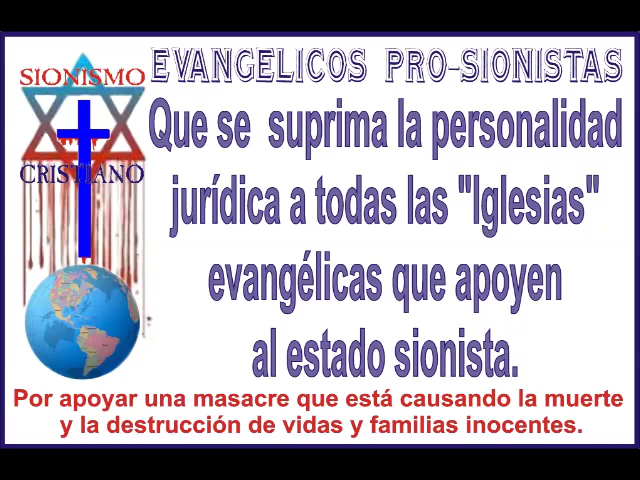 SIONISMO
CRISTIANO
EVANGELICOS PRO-SIONISTAS
Que se suprima la personalidad
jurídica a todas las "Iglesias"
evangélicas que apoyen
al estado sionista.
Por apoyar una masacre que está causando la muerte
y la destrucción de vidas y familias inocentes.